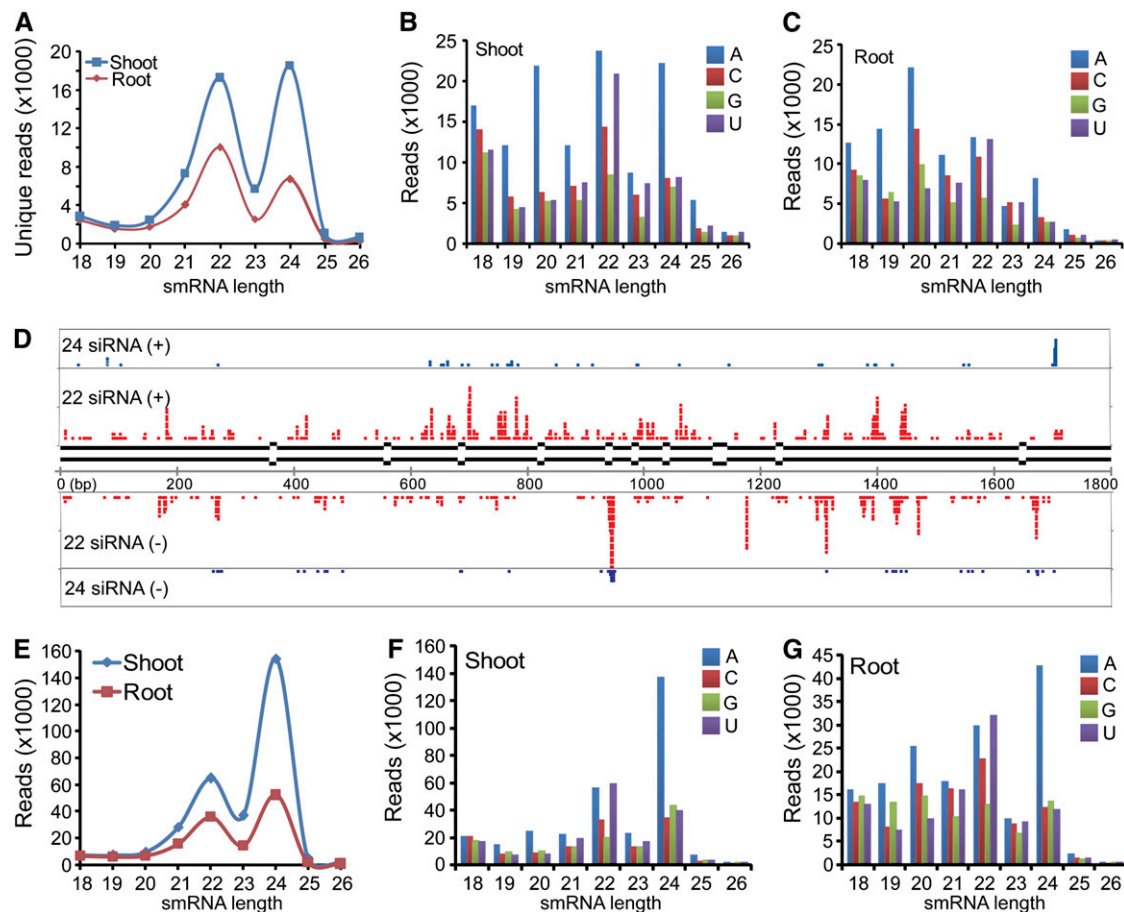 A
Unique reads (x1000)
20
16
12
8
4
0
Shoot
Root
18 19 20 21 22 23 24 25 26
smRNA length
B
Reads (x1000)
25
20
15
10
5
0
Shoot
A
C
G
U
18 19 20 21 22 23 24 25 26
smRNA length
C
Reads (x1000)
25
20
15
10
5
0
Root
A
C
G
U
18 19 20 21 22 23 24 25 26
smRNA length
D
24 siRNA (+)
22 siRNA (+)
0 (bp) 200 400 600 800 1000 1200 1400 1600 1800
22 siRNA (-)
24 siRNA (-)
E
Reads (x1000)
160
140
120
100
80
60
40
20
0
Shoot
Root
18 19 20 21 22 23 24 25 26
smRNA length
F
Reads (x1000)
160
140
120
100
80
60
40
20
0
Shoot
A
C
G
U
18 19 20 21 22 23 24 25 26
smRNA length
G
Reads (x1000)
45
40
35
30
25
20
15
10
5
0
Root
A
C
G
U
18 19 20 21 22 23 24 25 26
smRNA length